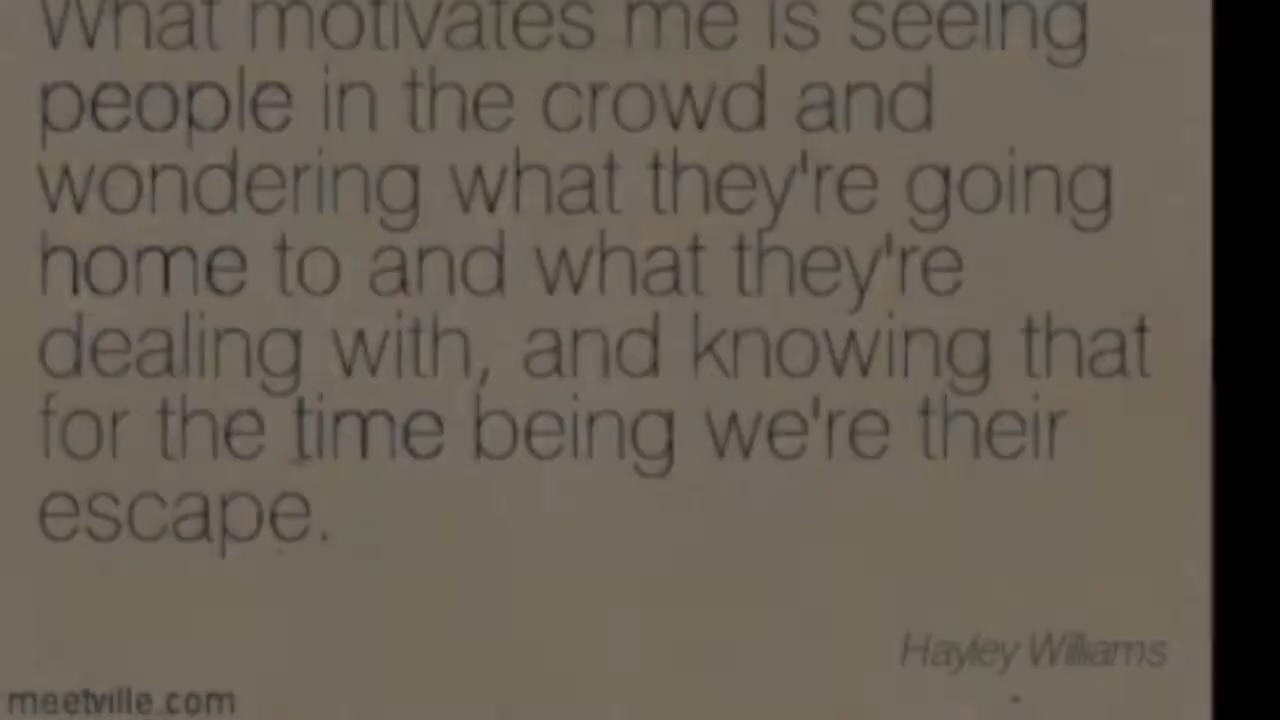 What motivates me is seeing
people in the crowd and
wondering what they're going
home to and what they're
dealing with, and knowing that
for the time being we're their
escape.
Hayley Williams
meetville.com